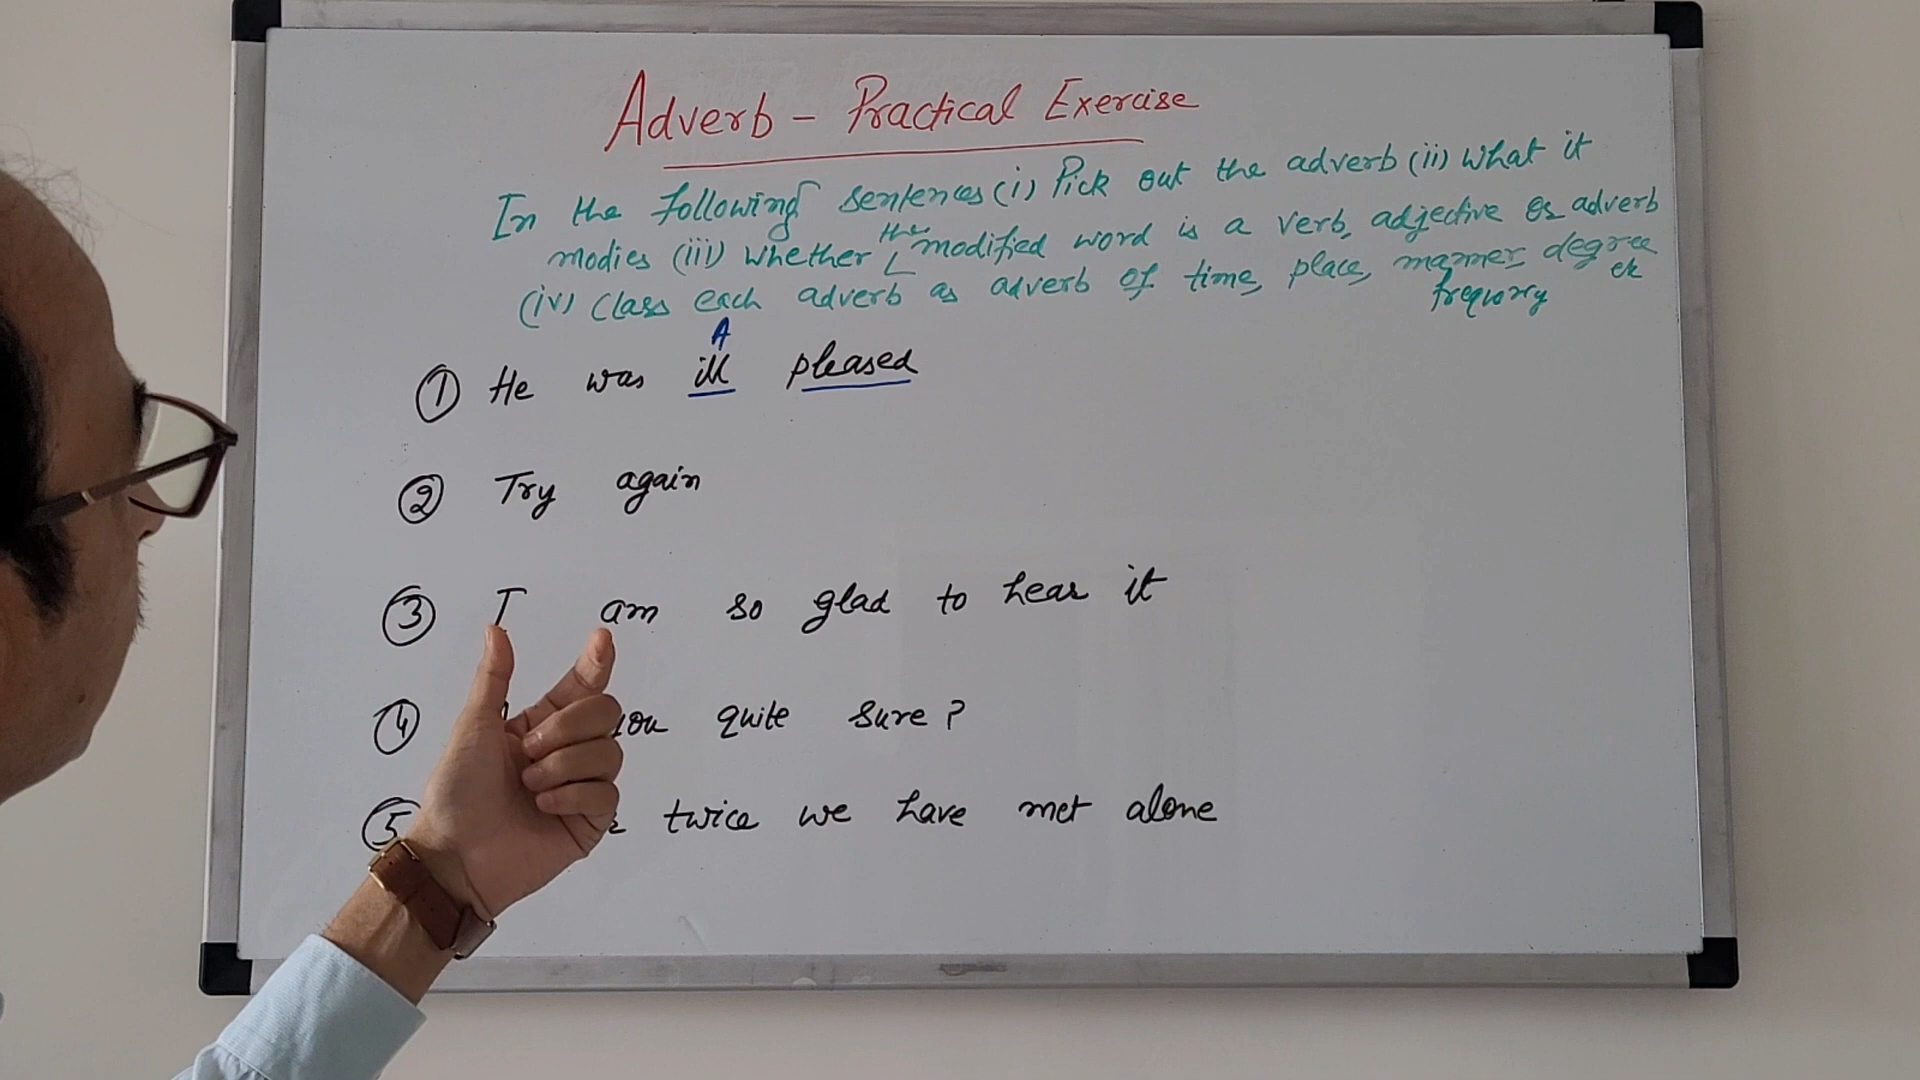 Adverb - Practical Exercise
In the following sentences (i) Pick out the adverb (ii) what it
modies (iii) whether the modified word is a verb, adjective or adverb
(iv) class each adverb as adverb of time, place, manner, degree
or
frequency
A
① He was ill pleased
② Try again
③ I am so glad to hear it
④ you quite sure?
⑤ twice we have met alone